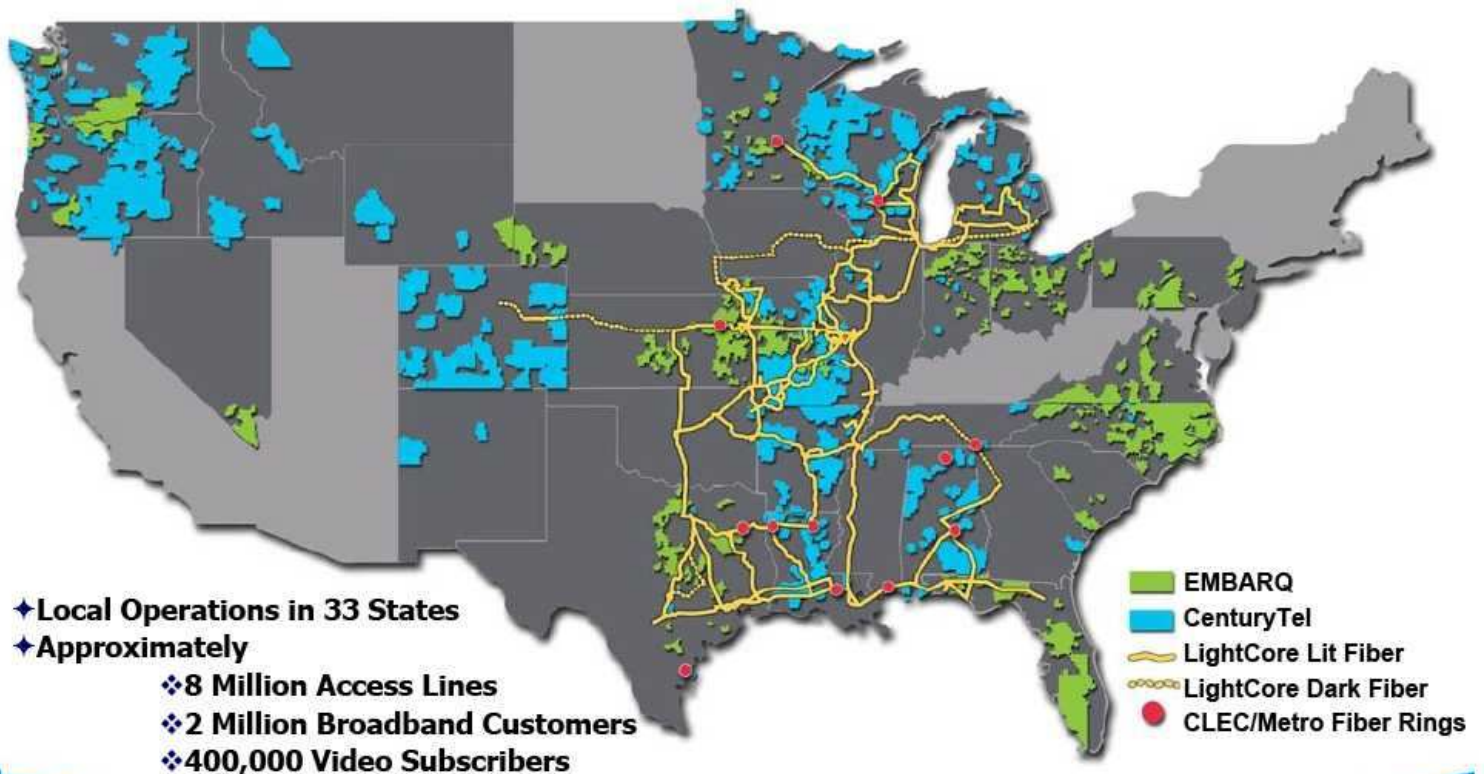 ✦Local Operations in 33 States
✦Approximately
❖8 Million Access Lines
❖2 Million Broadband Customers
❖400,000 Video Subscribers
EMBARQ
CenturyTel
LightCore Lit Fiber
LightCore Dark Fiber
CLEC/Metro Fiber Rings